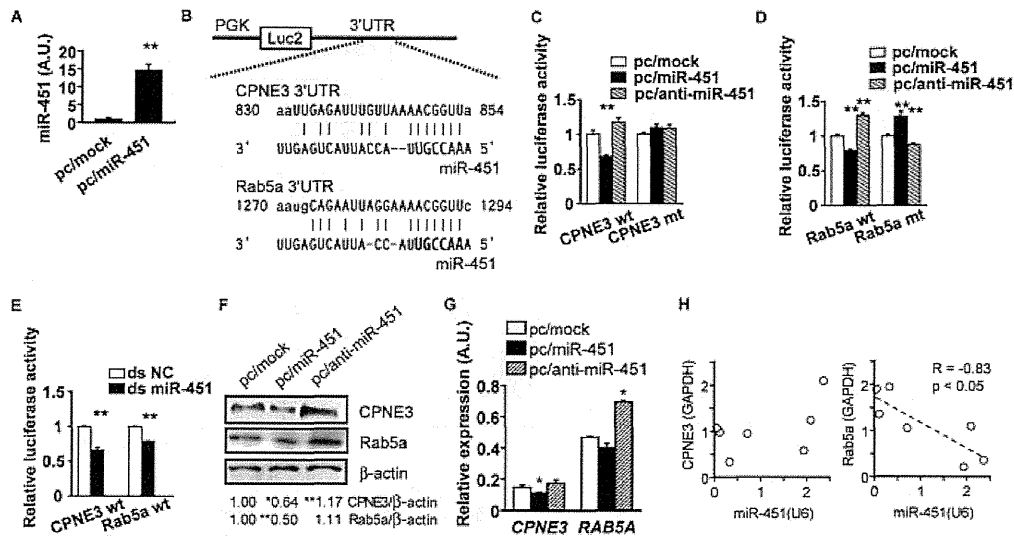 A
miR-451 (A.U.)
20
15
10
5
0
**
pc/mock
pc/miR-451
B
PGK
Luc2
3'UTR
CPNE3 3'UTR
830 aaUUGAGAUUUGUUAAAACGGUUa 854
3' UUGAGUCAUUACCA--UUGCCAAA 5'
miR-451
Rab5a 3'UTR
1270 aaugCAGAAUUAGGAAAACGGUUc 1294
3' UUGAGUCAUUA-CC-AUUGCCAAA 5'
miR-451
C
pc/mock
pc/miR-451
pc/anti-miR-451
Relative luciferase activity
1.5
1
0.5
0
**
CPNE3 wt
CPNE3 mt
D
pc/mock
pc/miR-451
pc/anti-miR-451
Relative luciferase activity
1.5
1
0.5
0
** ** ** **
Rab5a wt
Rab5a mt
E
ds NC
ds miR-451
Relative luciferase activity
1.5
1
0.5
0
** **
CPNE3 wt
Rab5a wt
F
pc/mock
pc/miR-451
pc/anti-miR-451
CPNE3
Rab5a
β-actin
1.00 *0.64 **1.17 CPNE3/β-actin
1.00 **0.50 1.11 Rab5a/β-actin
G
pc/mock
pc/miR-451
pc/anti-miR-451
Relative expression (A.U.)
0.8
0.6
0.4
0.2
0
* *
CPNE3 RAB5A
H
CPNE3 (GAPDH)
2
1
0
0 1 2
miR-451(U6)
Rab5a (GAPDH)
2
1
0
R = -0.83
p < 0.05
0 1 2
miR-451(U6)